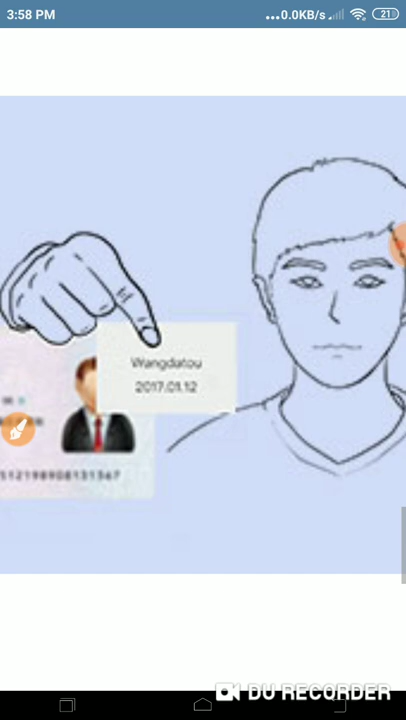 3:58 PM
...0.0KB/s
21
Wangdatou
2017.01.12
DU RECORDER